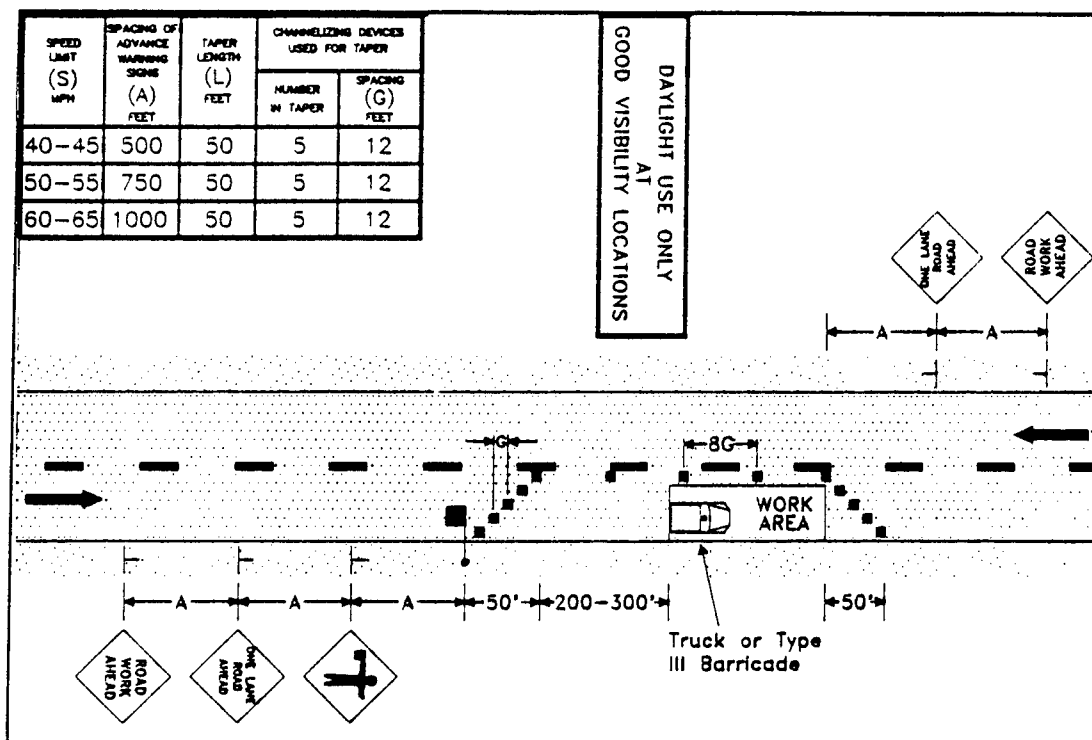 SPEED
LIMIT
(S)
MPH
SPACING OF
ADVANCE
WARNING
SIGNS
(A)
FEET
TAPER
LENGTH
(L)
FEET
CHANNELIZING DEVICES
USED FOR TAPER
NUMBER
IN TAPER
SPACING
(G)
FEET
40-45 500 50 5 12
50-55 750 50 5 12
60-65 1000 50 5 12
DAYLIGHT USE ONLY
AT
GOOD VISIBILITY LOCATIONS
ONE LANE
ROAD
AHEAD
ROAD
WORK
AHEAD
A A
G
8G
WORK
AREA
A A A 50' 200-300' 50'
Truck or Type
III Barricade
ROAD
WORK
AHEAD
ONE LANE
ROAD
AHEAD